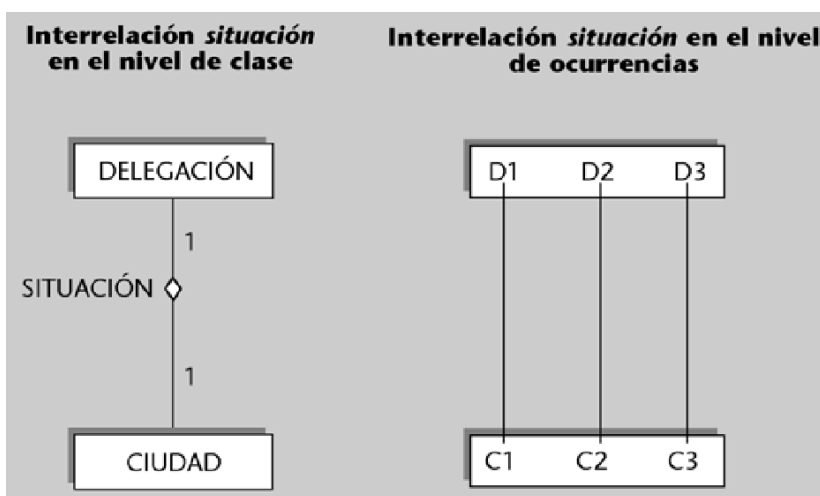 Interrelación situación
en el nivel de clase
Interrelación situación en el nivel
de ocurrencias
DELEGACIÓN
1
SITUACIÓN
1
CIUDAD
D1 D2 D3
C1 C2 C3